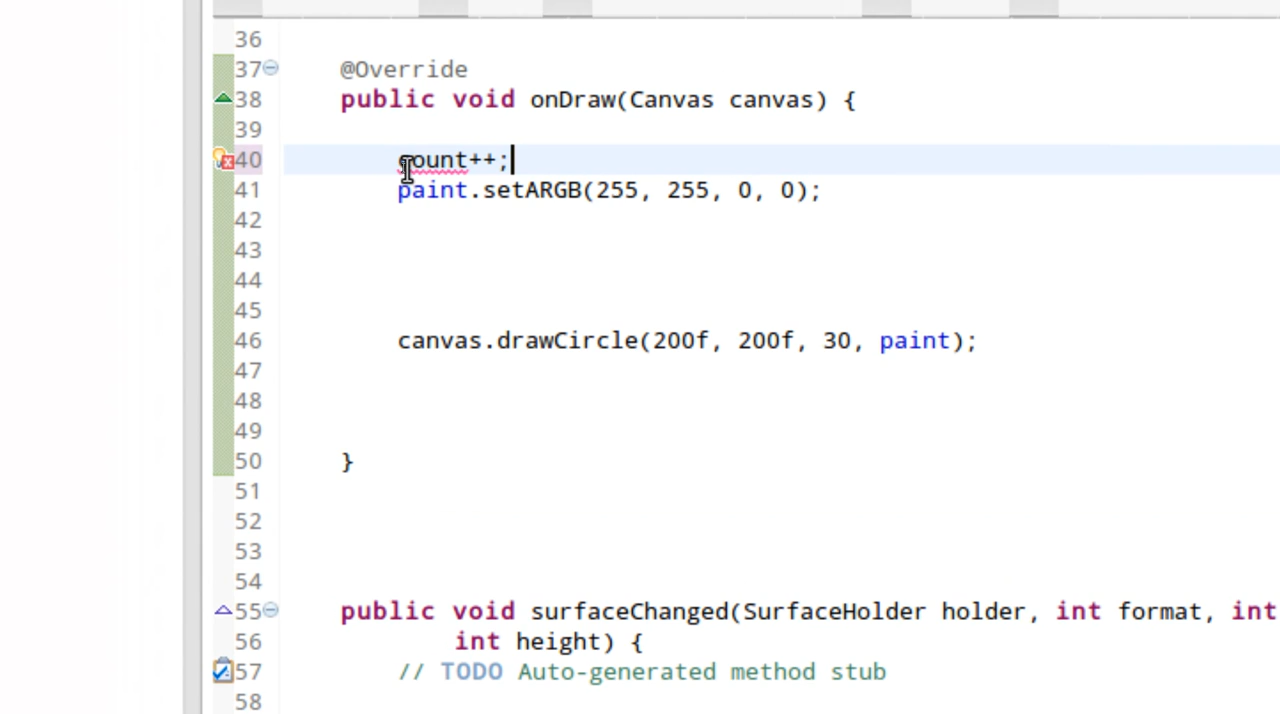 36
37 @Override
38 public void onDraw(Canvas canvas) {
39
40 count++;
41 paint.setARGB(255, 255, 0, 0);
42
43
44
45
46 canvas.drawCircle(200f, 200f, 30, paint);
47
48
49
50 }
51
52
53
54
55 public void surfaceChanged(SurfaceHolder holder, int format, int
56 int height) {
57 // TODO Auto-generated method stub
58